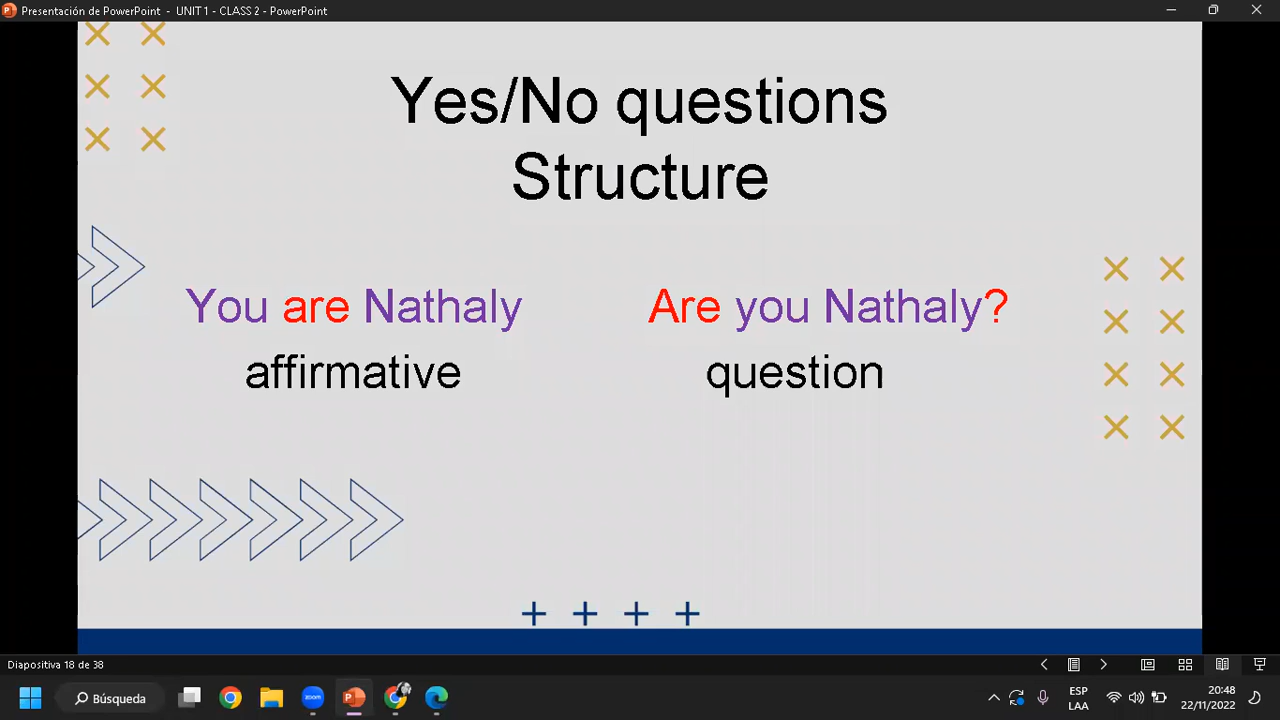 Presentación de PowerPoint - UNIT 1 - CLASS 2 - PowerPoint
Yes/No questions
Structure
You are Nathaly
Are you Nathaly?
affirmative
question
Diapositiva 18 de 38
Búsqueda
zoom
ESP
LAA
20:48
22/11/2022